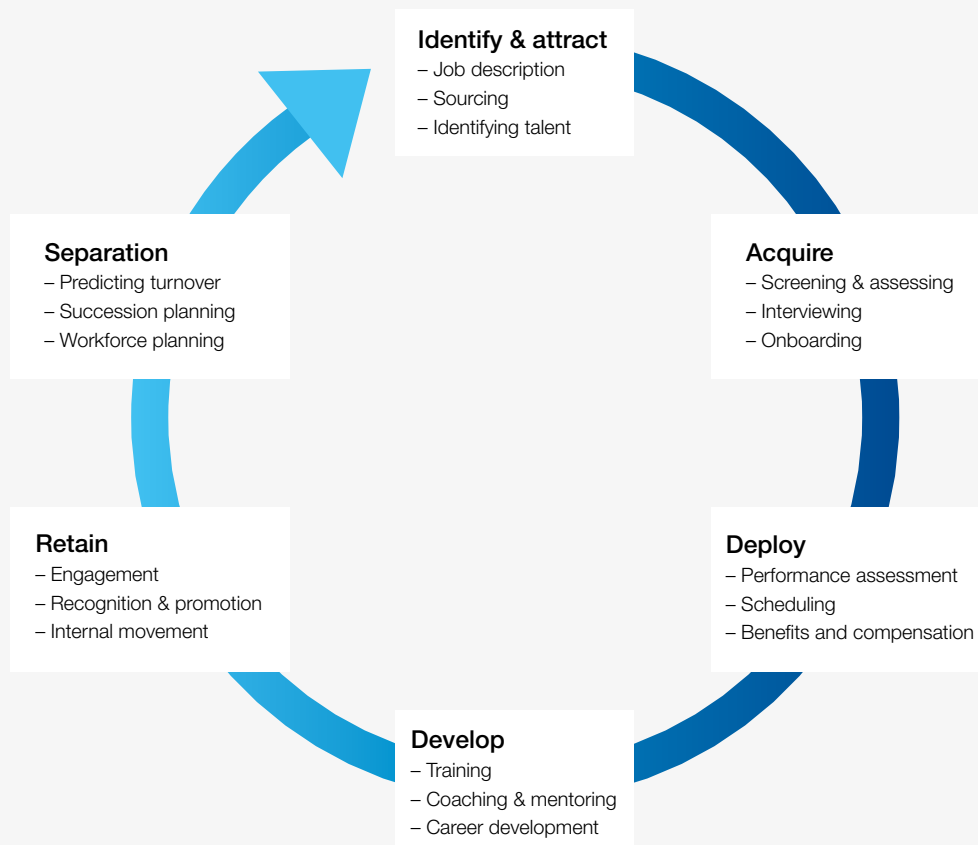 Identify & attract
– Job description
– Sourcing
– Identifying talent
Acquire
– Screening & assessing
– Interviewing
– Onboarding
Deploy
– Performance assessment
– Scheduling
– Benefits and compensation
Develop
– Training
– Coaching & mentoring
– Career development
Retain
– Engagement
– Recognition & promotion
– Internal movement
Separation
– Predicting turnover
– Succession planning
– Workforce planning